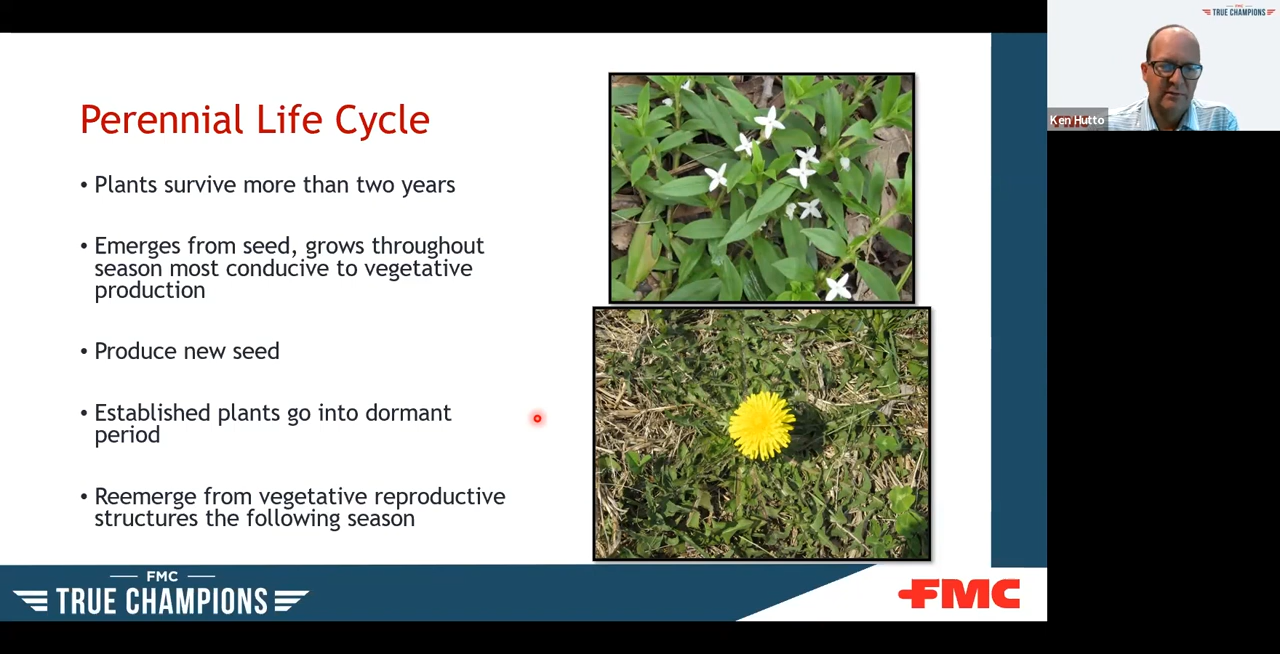 Perennial Life Cycle
• Plants survive more than two years
• Emerges from seed, grows throughout
season most conducive to vegetative
production
• Produce new seed
• Established plants go into dormant
period
• Reemerge from vegetative reproductive
structures the following season
FMC
TRUE CHAMPIONS
FMC
FMC
TRUE CHAMPIONS
Ken Hutto